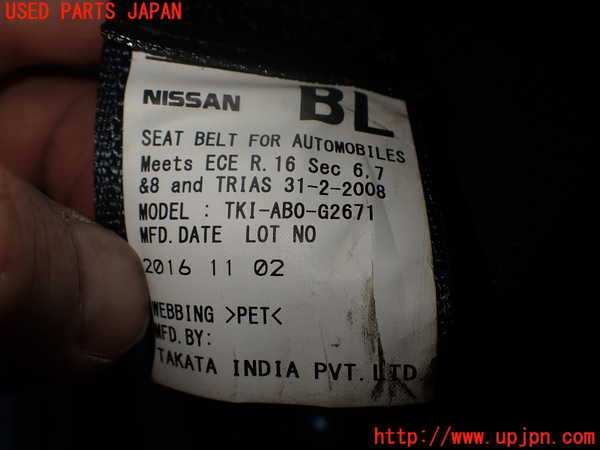 USED PARTS JAPAN
NISSAN BL
SEAT BELT FOR AUTOMOBILES
Meets ECE R.16 Sec 6,7
&8 and TRIAS 31-2-2008
MODEL : TKI-AB0-G2671
MFD.DATE LOT NO
2016 11 02
WEBBING >PET<
MFD.BY:
TAKATA INDIA PVT.LTD.
http://www.upjpn.com/